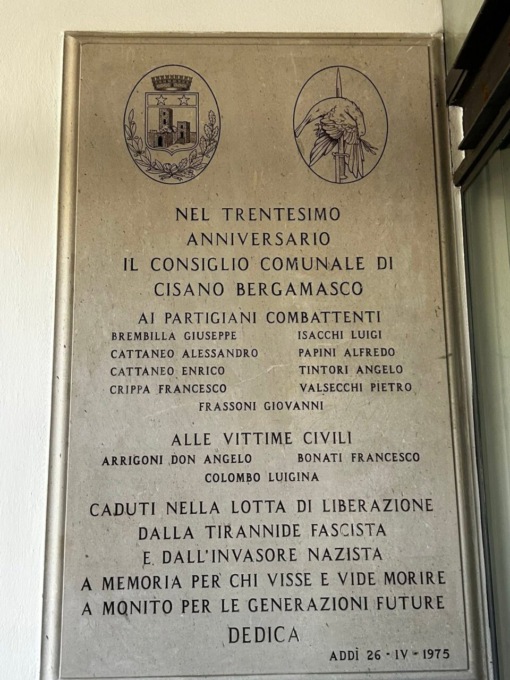 NEL TRENTESIMO
ANNIVERSARIO
IL CONSIGLIO COMUNALE DI
CISANO BERGAMASCO
AI PARTIGIANI COMBATTENTI
BREMBILLA GIUSEPPE ISACCHI LUIGI
CATTANEO ALESSANDRO PAPINI ALFREDO
CATTANEO ENRICO TINTORI ANGELO
CRIPPA FRANCESCO VALSECCHI PIETRO
FRASSONI GIOVANNI
ALLE VITTIME CIVILI
ARRIGONI DON ANGELO BONATI FRANCESCO
COLOMBO LUIGINA
CADUTI NELLA LOTTA DI LIBERAZIONE
DALLA TIRANNIDE FASCISTA
E DALL'INVASORE NAZISTA
A MEMORIA PER CHI VISSE E VIDE MORIRE
A MONITO PER LE GENERAZIONI FUTURE
DEDICA
ADDÌ 26 - IV - 1975